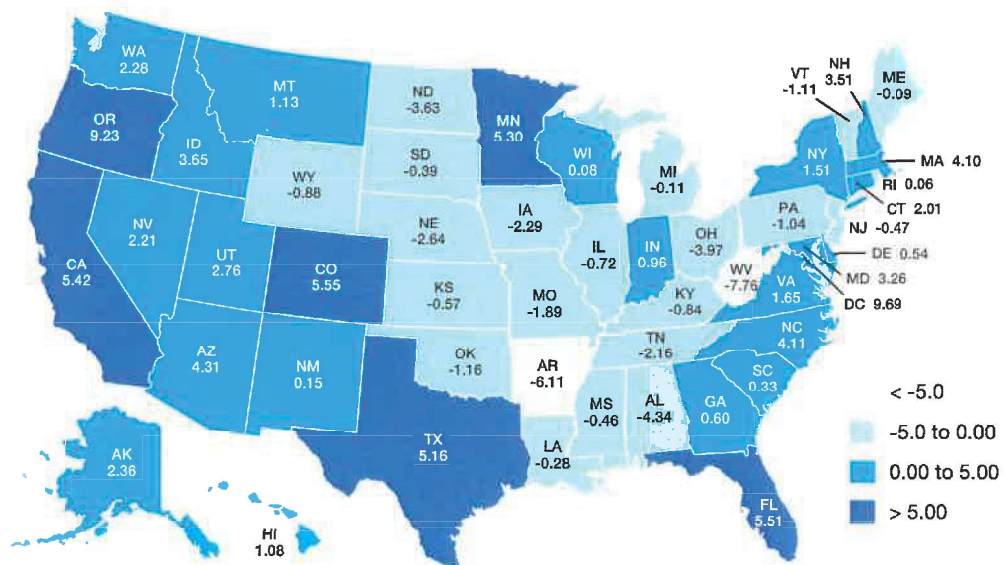 WA
2.28
OR
9.23
CA
5.42
ID
3.65
NV
2.21
MT
1.13
WY
-0.88
UT
2.76
AZ
4.31
CO
5.55
NM
0.15
ND
-3.63
SD
-0.39
NE
-2.64
KS
-0.57
OK
-1.16
TX
5.16
MN
5.30
IA
-2.29
MO
-1.89
AR
-6.11
LA
-0.28
WI
0.08
IL
-0.72
MI
-0.11
IN
0.96
OH
-3.97
KY
-0.84
TN
-2.16
MS
-0.46
AL
-4.34
GA
0.60
FL
5.51
SC
0.33
NC
4.11
VA
1.65
WV
-7.76
PA
-1.04
NY
1.51
VT
-1.11
NH
3.51
ME
-0.09
MA 4.10
RI 0.06
CT 2.01
NJ -0.47
DE 0.54
MD 3.26
DC 9.69
AK
2.36
HI
1.08
< -5.0
-5.0 to 0.00
0.00 to 5.00
> 5.00